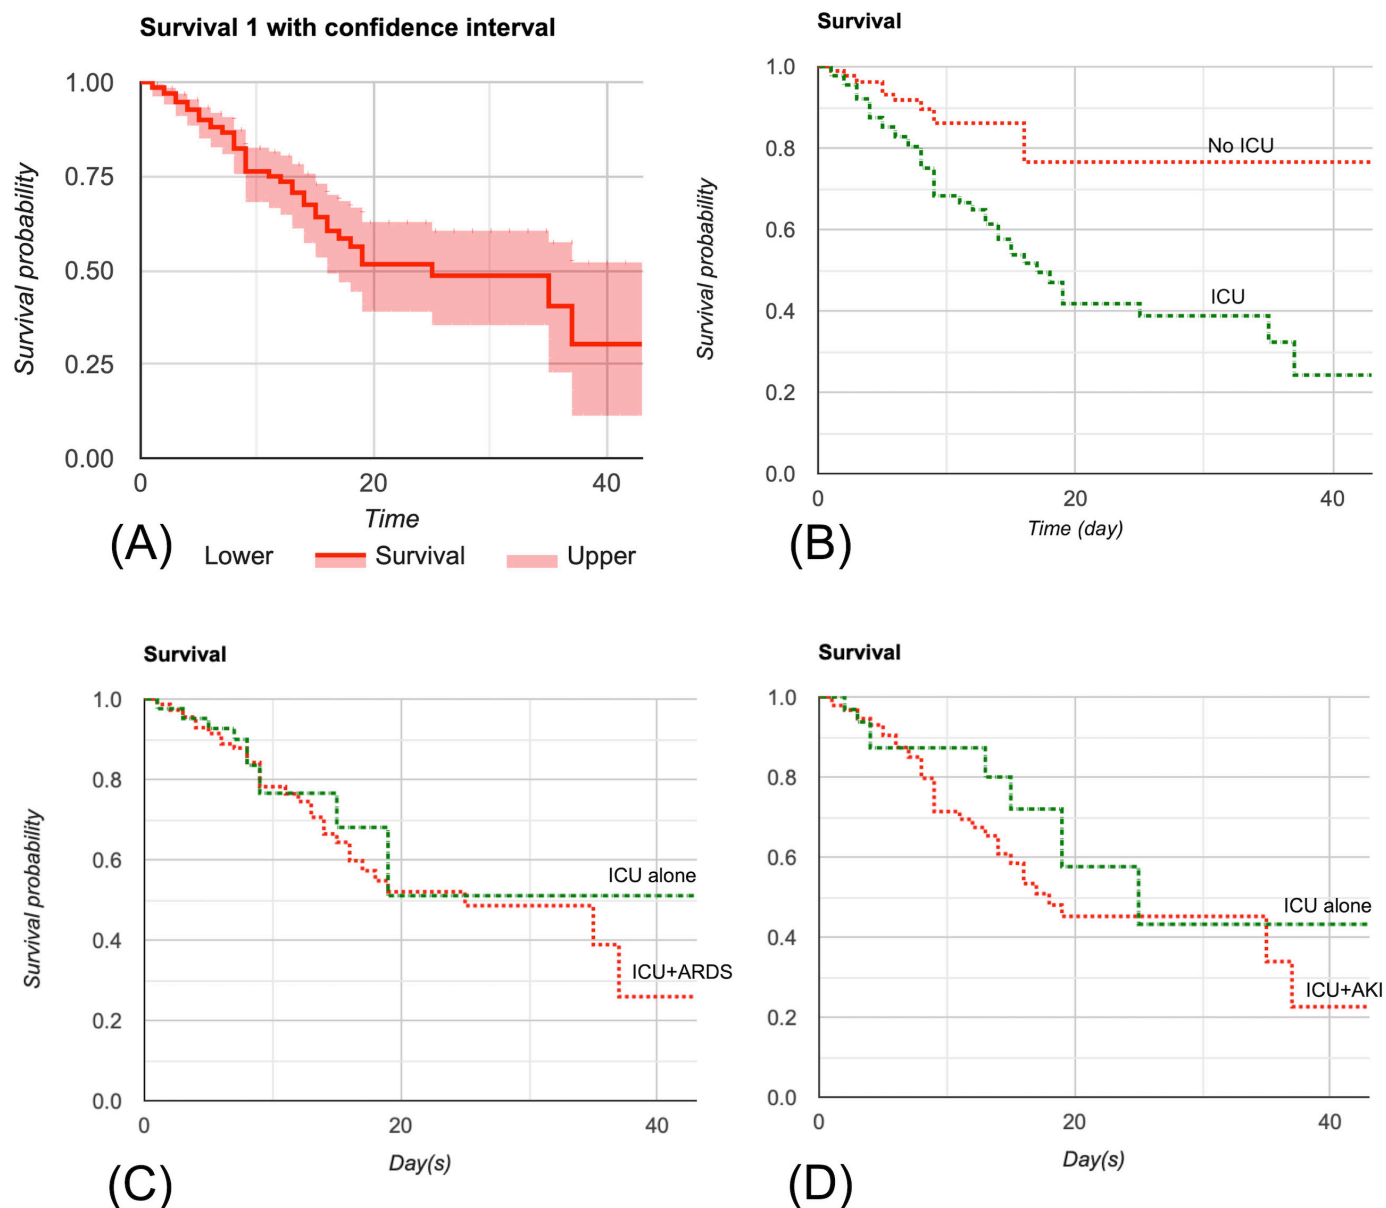 Survival 1 with confidence interval
Survival probability
1.00
0.75
0.50
0.25
0.00
0
20
40
Time
(A)
Lower Survival Upper
Survival
Survival probability
1.0
0.8
0.6
0.4
0.2
0.0
No ICU
ICU
0
20
40
Time (day)
(B)
Survival
Survival probability
1.0
0.8
0.6
0.4
0.2
0.0
ICU alone
ICU+ARDS
0
20
40
Day(s)
(C)
Survival
1.0
0.8
0.6
0.4
0.2
0.0
ICU alone
ICU+AKI
0
20
40
Day(s)
(D)